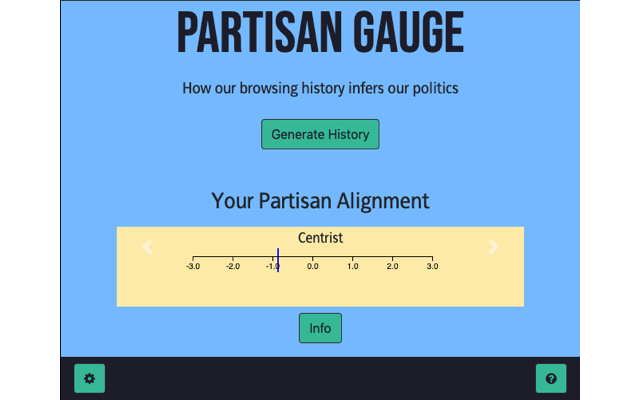 PARTISAN GAUGE
How our browsing history infers our politics
Generate History
Your Partisan Alignment
Centrist
-3.0 -2.0 -1.0 0.0 1.0 2.0 3.0
Info